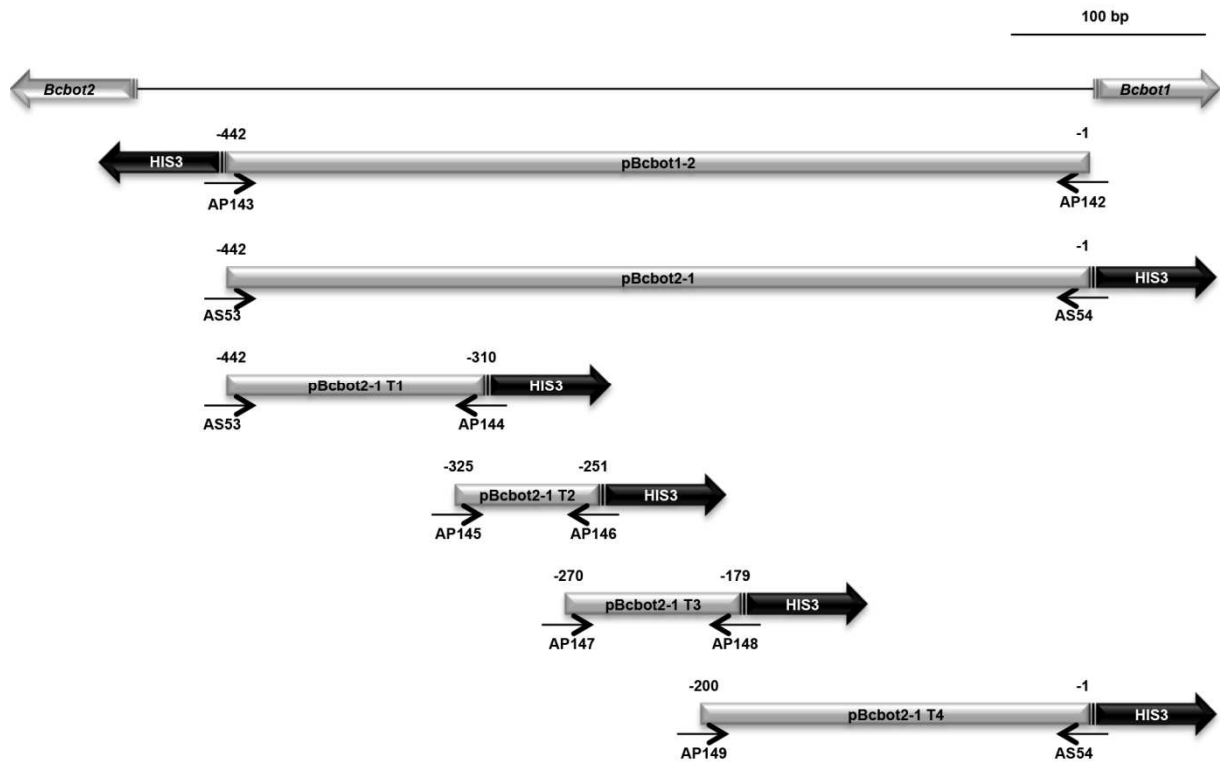 100 bp
Bcbot2 Bcbot1
-442 -1
HIS3 pBcbot1-2
AP143 AP142
-442 -1
pBcbot2-1 HIS3
AS53 AS54
-442 -310
pBcbot2-1 T1 HIS3
AS53 AP144
-325 -251
pBcbot2-1 T2 HIS3
AP145 AP146
-270 -179
pBcbot2-1 T3 HIS3
AP147 AP148
-200 -1
pBcbot2-1 T4 HIS3
AP149 AS54